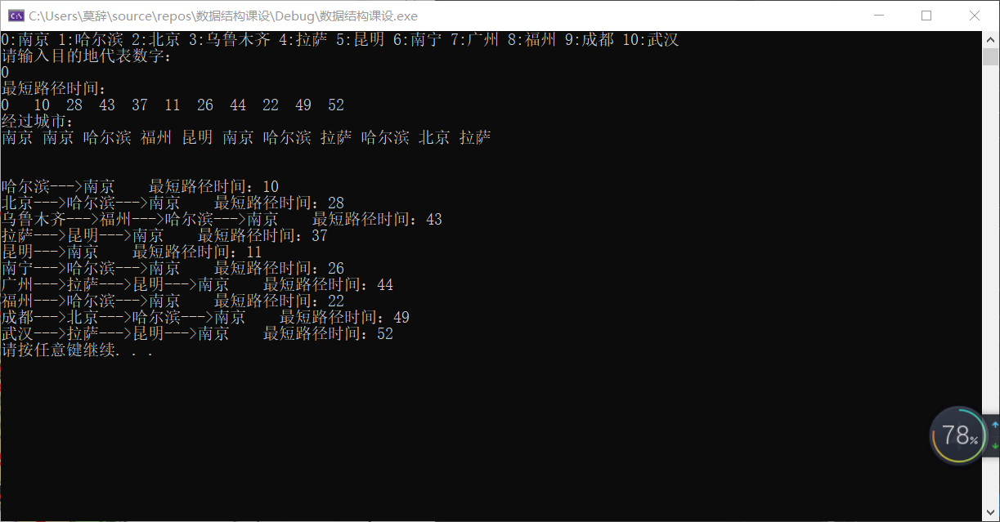 C:\Users\莫辞\source\repos\数据结构课设\Debug\数据结构课设.exe
0:南京 1:哈尔滨 2:北京 3:乌鲁木齐 4:拉萨 5:昆明 6:南宁 7:广州 8:福州 9:成都 10:武汉
请输入目的地代表数字：
0
最短路径时间：
0 10 28 43 37 11 26 44 22 49 52
经过城市：
南京 南京 哈尔滨 福州 昆明 南京 哈尔滨 拉萨 哈尔滨 北京 拉萨
哈尔滨--->南京 最短路径时间：10
北京--->哈尔滨--->南京 最短路径时间：28
乌鲁木齐--->福州--->哈尔滨--->南京 最短路径时间：43
拉萨--->昆明--->南京 最短路径时间：37
昆明--->南京 最短路径时间：11
南宁--->哈尔滨--->南京 最短路径时间：26
广州--->拉萨--->昆明--->南京 最短路径时间：44
福州--->哈尔滨--->南京 最短路径时间：22
成都--->北京--->哈尔滨--->南京 最短路径时间：49
武汉--->拉萨--->昆明--->南京 最短路径时间：52
请按任意键继续. . .
78%